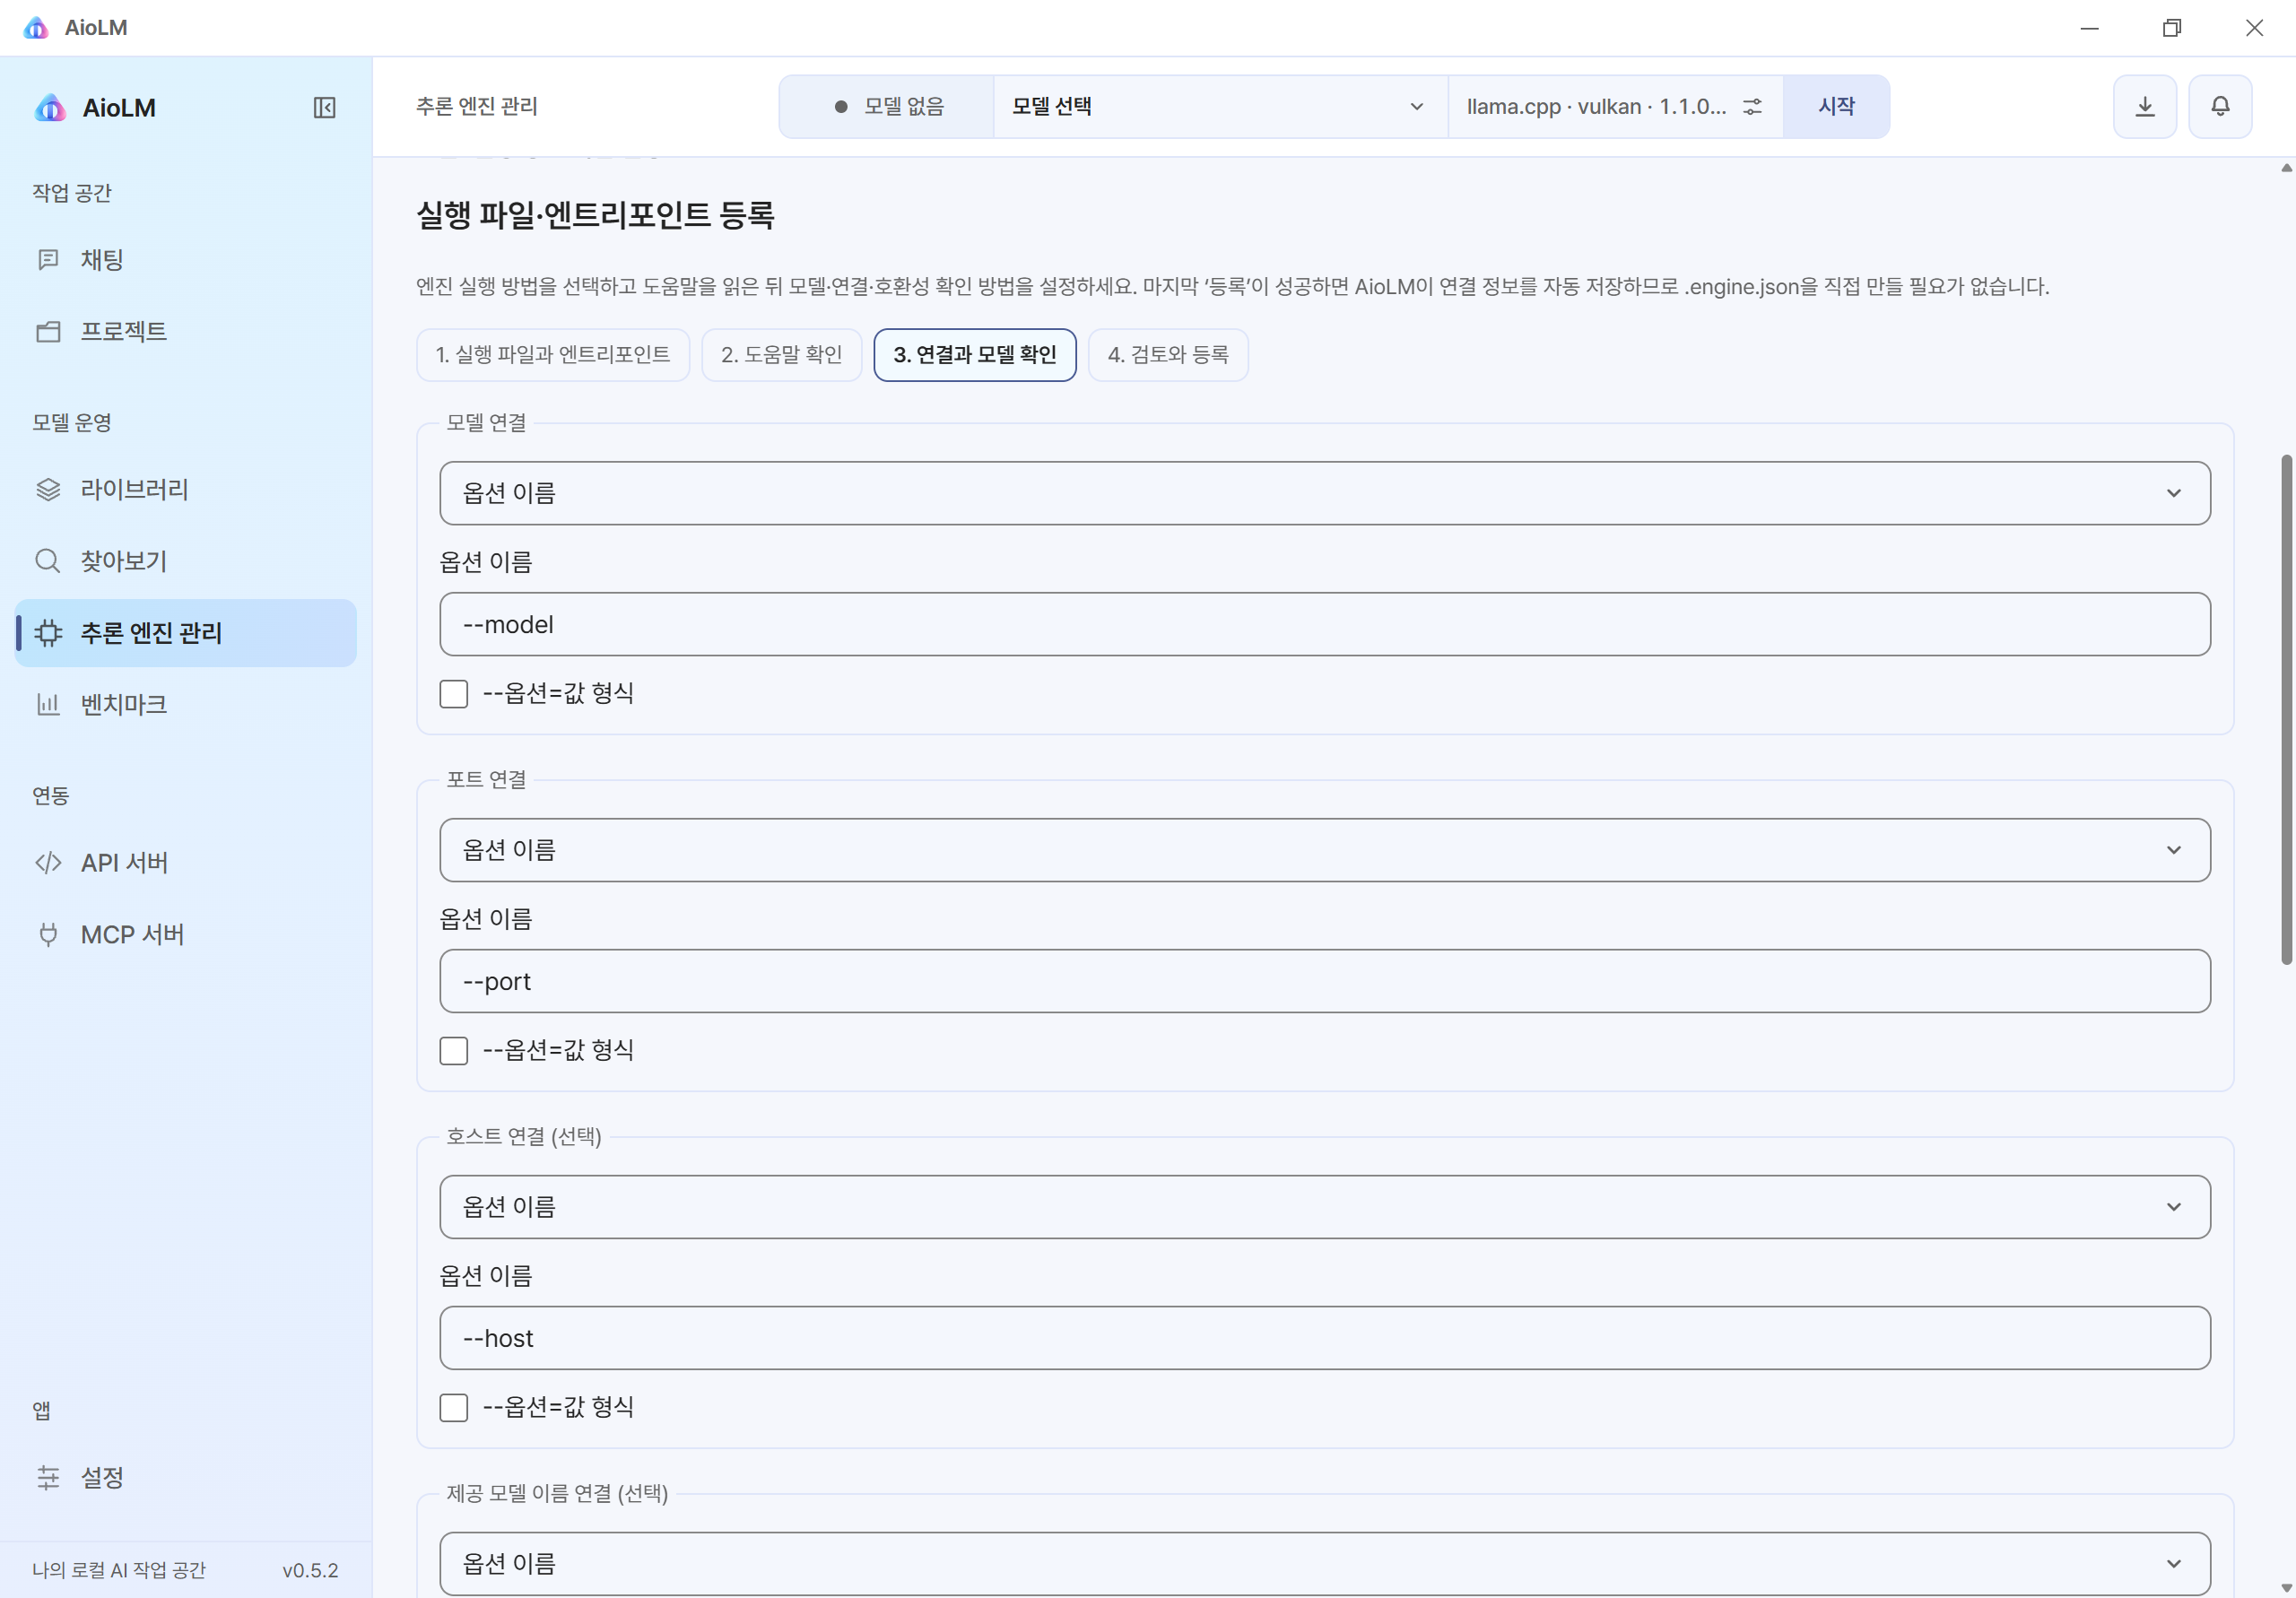 AioLM
AioLM
작업 공간
채팅
프로젝트
모델 운영
라이브러리
찾아보기
추론 엔진 관리
벤치마크
연동
API 서버
MCP 서버
앱
설정
나의 로컬 AI 작업 공간
v0.5.2
추론 엔진 관리
모델 없음
모델 선택
llama.cpp · vulkan · 1.1.0...
시작
실행 파일·엔트리포인트 등록
엔진 실행 방법을 선택하고 도움말을 읽은 뒤 모델·연결·호환성 확인 방법을 설정하세요. 마지막 ‘등록’이 성공하면 AioLM이 연결 정보를 자동 저장하므로 .engine.json을 직접 만들 필요가 없습니다.
1. 실행 파일과 엔트리포인트
2. 도움말 확인
3. 연결과 모델 확인
4. 검토와 등록
모델 연결
옵션 이름
옵션 이름
--model
--옵션=값 형식
포트 연결
옵션 이름
옵션 이름
--port
--옵션=값 형식
호스트 연결 (선택)
옵션 이름
옵션 이름
--host
--옵션=값 형식
제공 모델 이름 연결 (선택)
옵션 이름